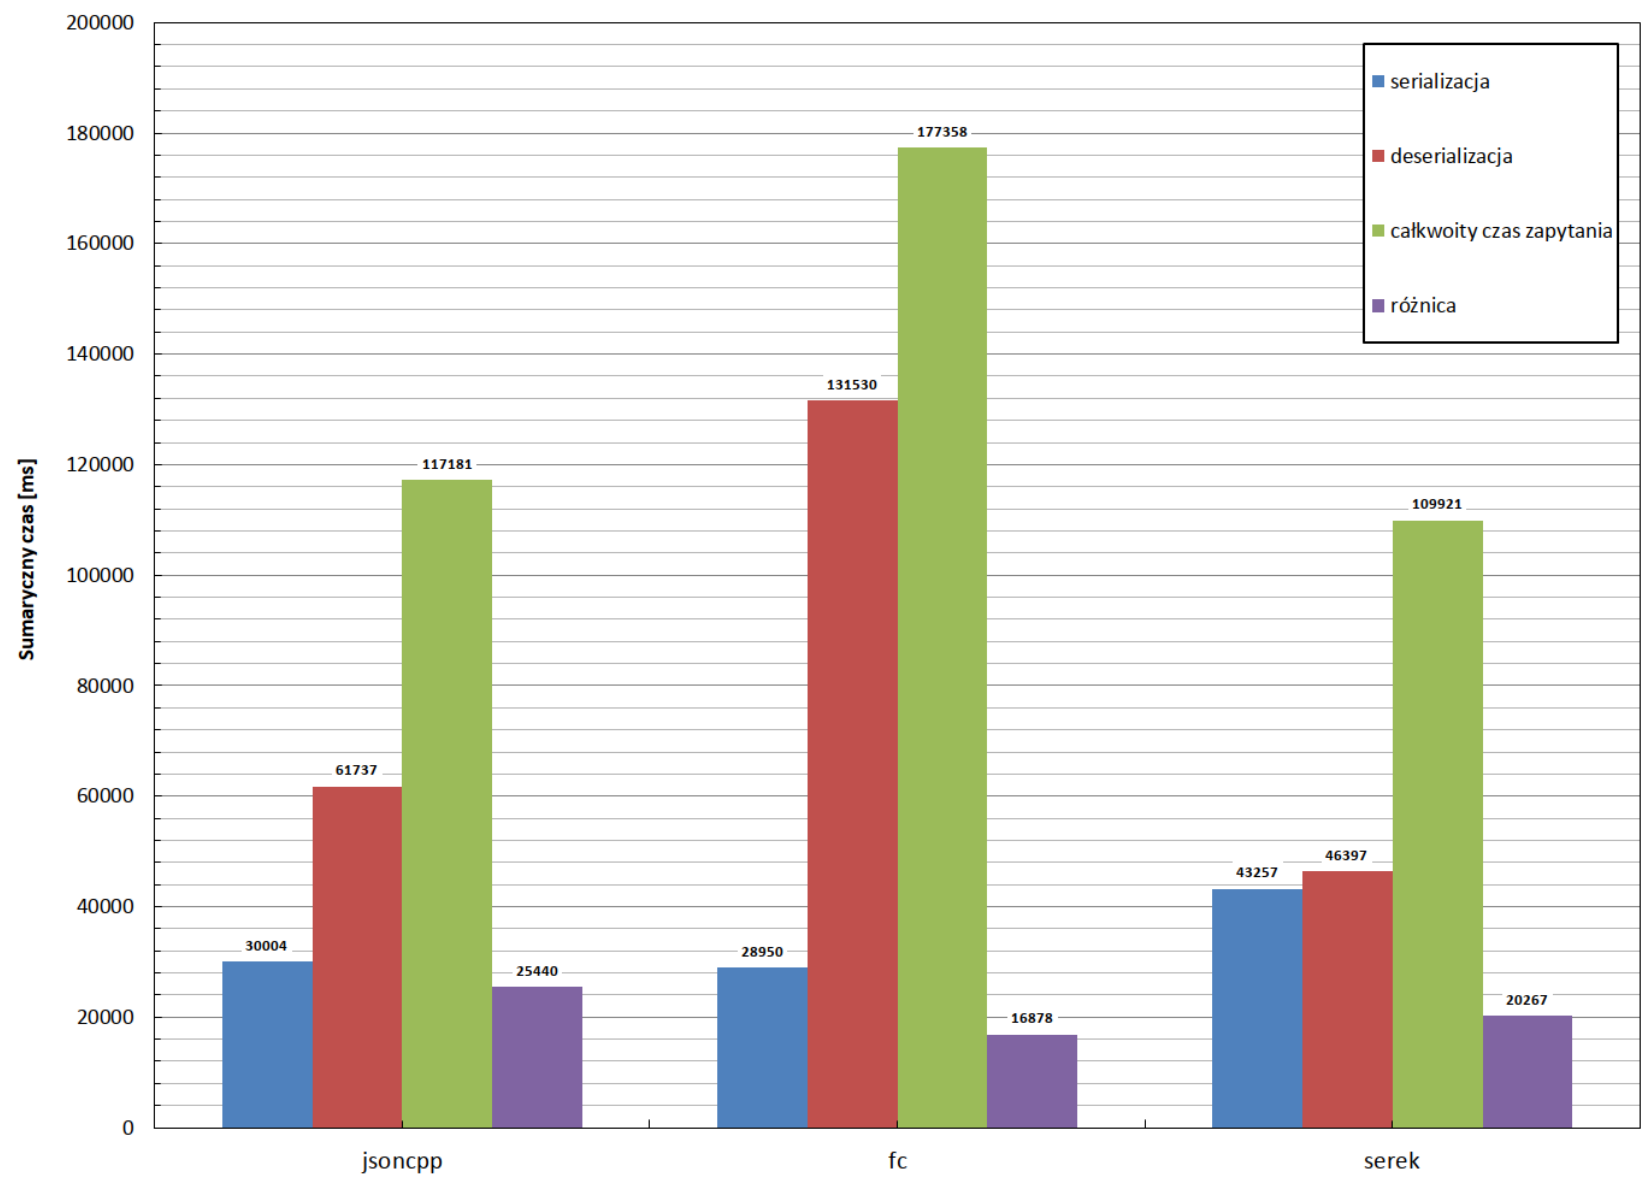 200000
180000
160000
140000
120000
100000
80000
60000
40000
20000
0
Sumaryczny czas [ms]
serializacja
deserializacja
całkwoity czas zapytania
różnica
30004
61737
117181
25440
28950
131530
177358
16878
43257
46397
109921
20267
jsoncpp
fc
serek